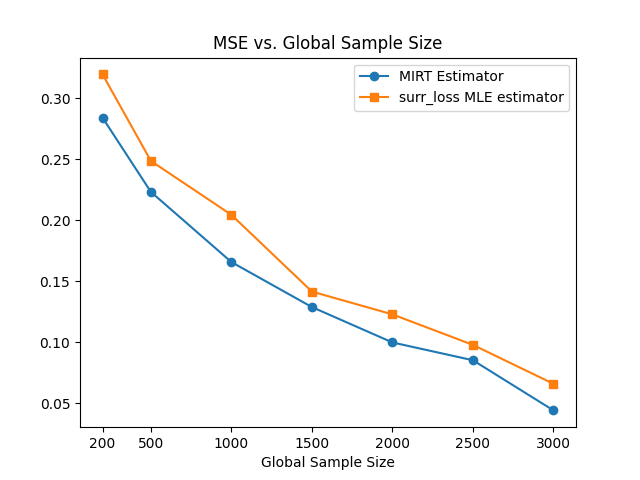 MSE vs. Global Sample Size
MIRT Estimator
surr_loss MLE estimator
0.30
0.25
0.20
0.15
0.10
0.05
200 500 1000 1500 2000 2500 3000
Global Sample Size